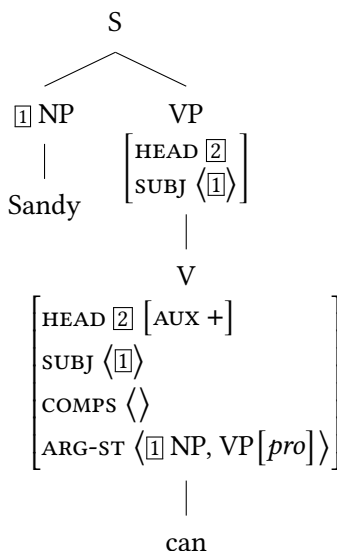 S
1 NP VP
[HEAD 2
SUBJ ⟨1⟩]
Sandy
V
[HEAD 2 [AUX +]
SUBJ ⟨1⟩
COMPS ⟨⟩
ARG-ST ⟨1 NP, VP[pro]⟩]
can